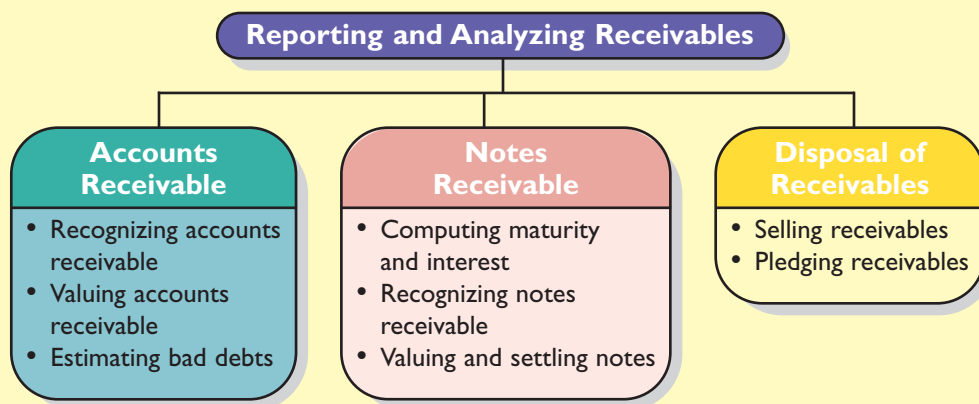 Reporting and Analyzing Receivables
Accounts
Receivable
• Recognizing accounts
receivable
• Valuing accounts
receivable
• Estimating bad debts
Notes
Receivable
• Computing maturity
and interest
• Recognizing notes
receivable
• Valuing and settling notes
Disposal of
Receivables
• Selling receivables
• Pledging receivables